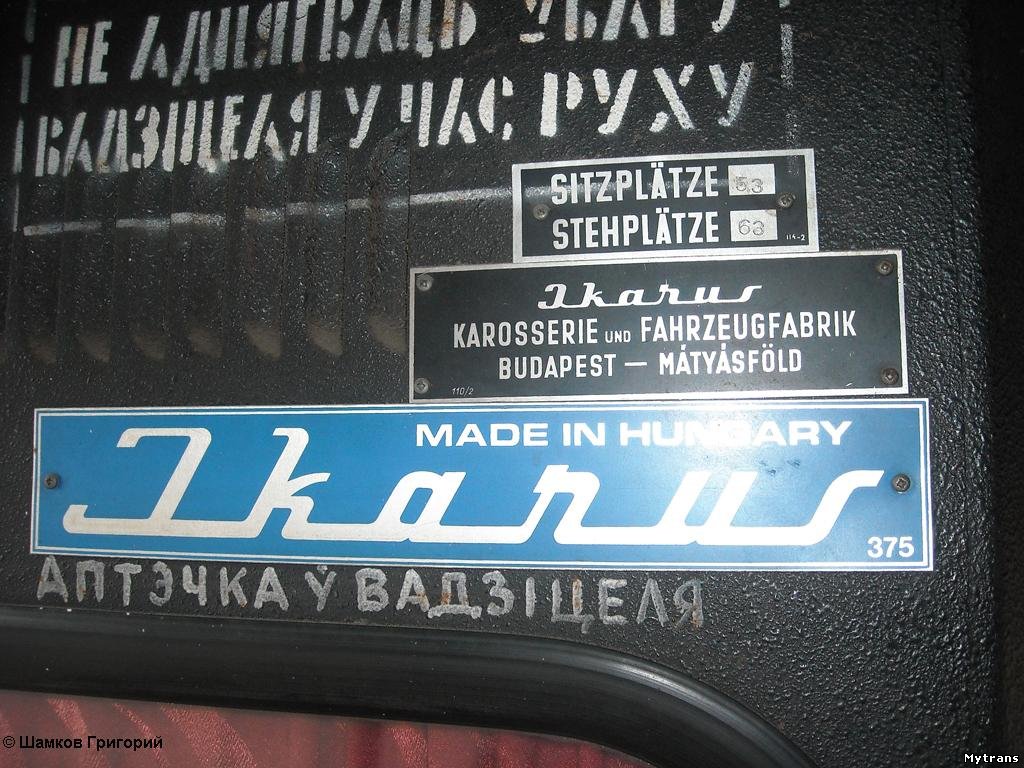 НЕ АДЦЯГВАЦЬ УВАГУ
ВАДЗІЦЕЛЯ У ЧАС РУХУ
SITZPLÄTZE 53
STEHPLÄTZE 63
114-2
Ikarus
KAROSSERIE UND FAHRZEUGFABRIK
BUDAPEST — MÁTYÁSFÖLD
110/2
MADE IN HUNGARY
Ikarus
375
АПТЭЧКА Ў ВАДЗІЦЕЛЯ
© Шамков Григорий
Mytrans